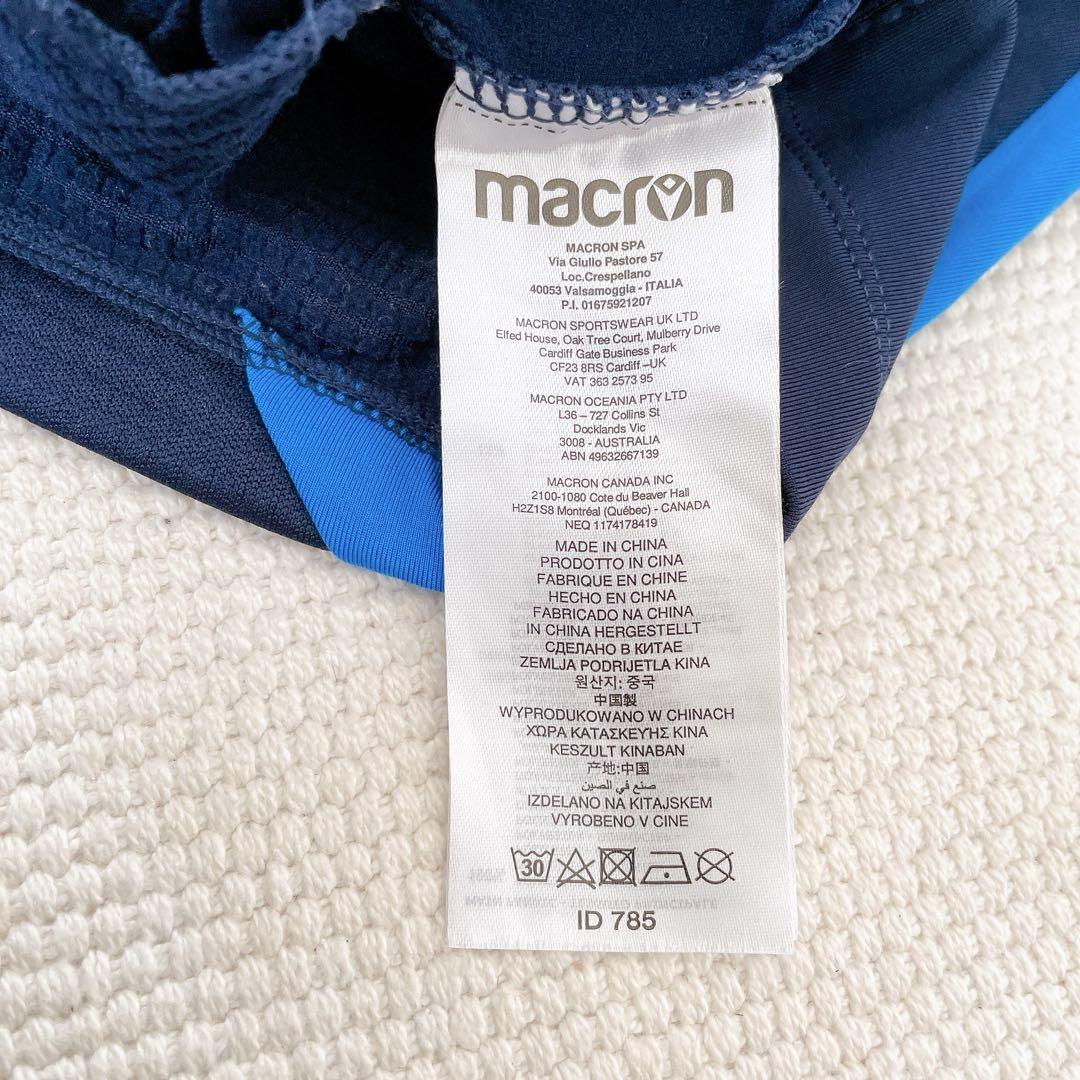 macron
MACRON SPA
Via Giulio Pastore 57
Loc.Crespellano
40053 Valsamoggia - ITALIA
P.I. 01675921207
MACRON SPORTSWEAR UK LTD
Elfed House, Oak Tree Court, Mulberry Drive
Cardiff Gate Business Park
CF23 8RS Cardiff –UK
VAT 363 2573 95
MACRON OCEANIA PTY LTD
L36 – 727 Collins St
Docklands Vic
3008 - AUSTRALIA
ABN 49632667139
MACRON CANADA INC
2100-1080 Cote du Beaver Hall
H2Z1S8 Montréal (Québec) - CANADA
NEQ 1174178419
MADE IN CHINA
PRODOTTO IN CINA
FABRIQUE EN CHINE
HECHO EN CHINA
FABRICADO NA CHINA
IN CHINA HERGESTELLT
СДЕЛАНО В КИТАЕ
ZEMLJA PODRIJETLA KINA
원산지: 중국
中国製
WYPRODUKOWANO W CHINACH
ΧΩΡΑ ΚΑΤΑΣΚΕΥΉΣ ΚΙΝΑ
KESZULT KINABAN
产地:中国
صنع في الصين
IZDELANO NA KITAJSKEM
VYROBENO V CINE
30
ID 785